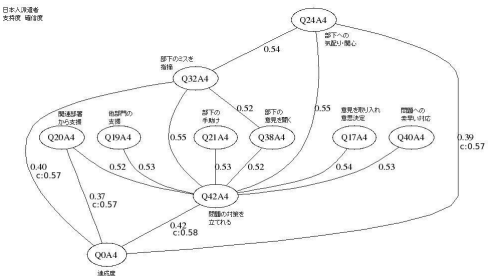 日本人派遣者
支持度 確信度
Q24A4
部下への
気配り・関心
0.54
部下のミスを
指摘
Q32A4
関連部署
から支援
他部門の
支援
部下の
手助け
部下の
意見を聞く
意見を取り入れ
意思決定
問題への
素早い対応
0.52
0.55
0.55
Q20A4
Q19A4
Q21A4
Q38A4
Q17A4
Q40A4
0.39
c:0.57
0.40
c:0.57
0.52
0.53
0.53
0.52
0.54
0.53
0.37
c:0.57
Q42A4
問題の対策を
立てれる
0.42
c:0.58
Q0A4
達成度